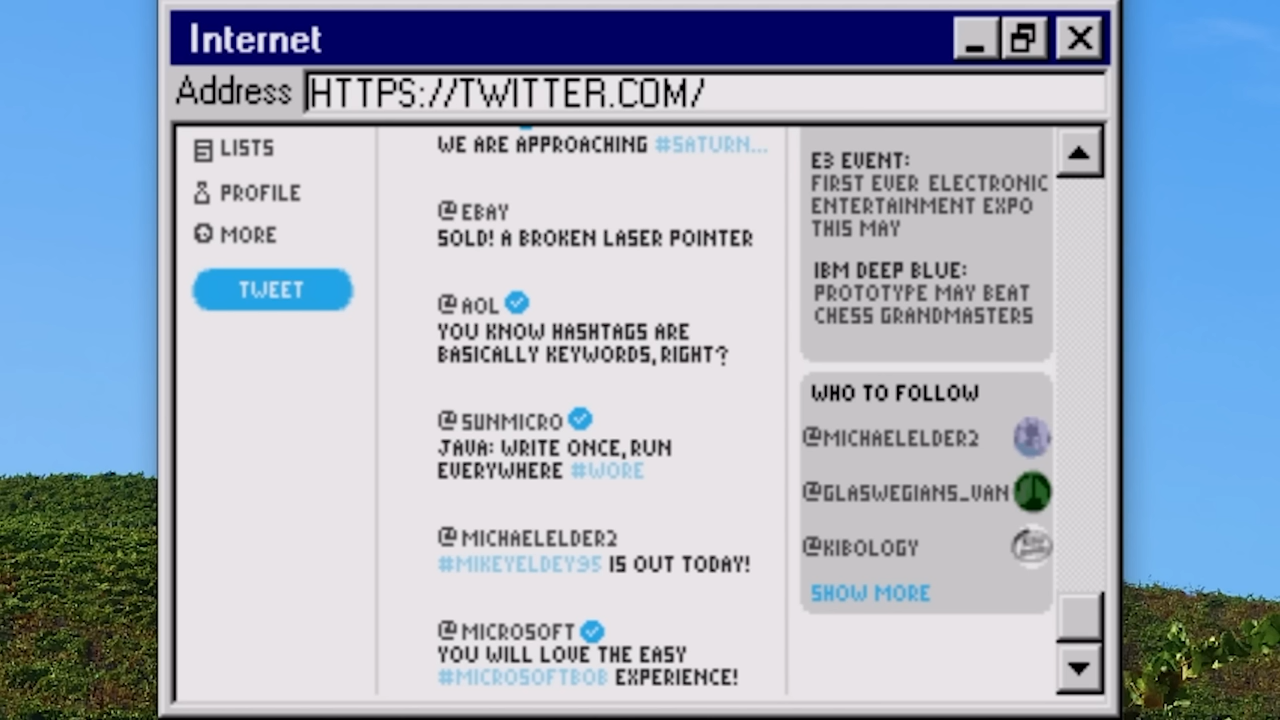 Internet
Address HTTPS://TWITTER.COM/
LISTS
PROFILE
MORE
TWEET
WE ARE APPROACHING #SATURN...
@EBAY
SOLD! A BROKEN LASER POINTER
@AOL
YOU KNOW HASHTAGS ARE
BASICALLY KEYWORDS, RIGHT?
@SUNMICRO
JAVA: WRITE ONCE, RUN
EVERYWHERE #WORE
@MICHAELELDER2
#MIKEYELDEY95 IS OUT TODAY!
@MICROSOFT
YOU WILL LOVE THE EASY
#MICROSOFTBOB EXPERIENCE!
E3 EVENT:
FIRST EVER ELECTRONIC
ENTERTAINMENT EXPO
THIS MAY
IBM DEEP BLUE:
PROTOTYPE MAY BEAT
CHESS GRANDMASTERS
WHO TO FOLLOW
@MICHAELELDER2
@GLASWEGIANS_VAN
@KIBOLOGY
SHOW MORE